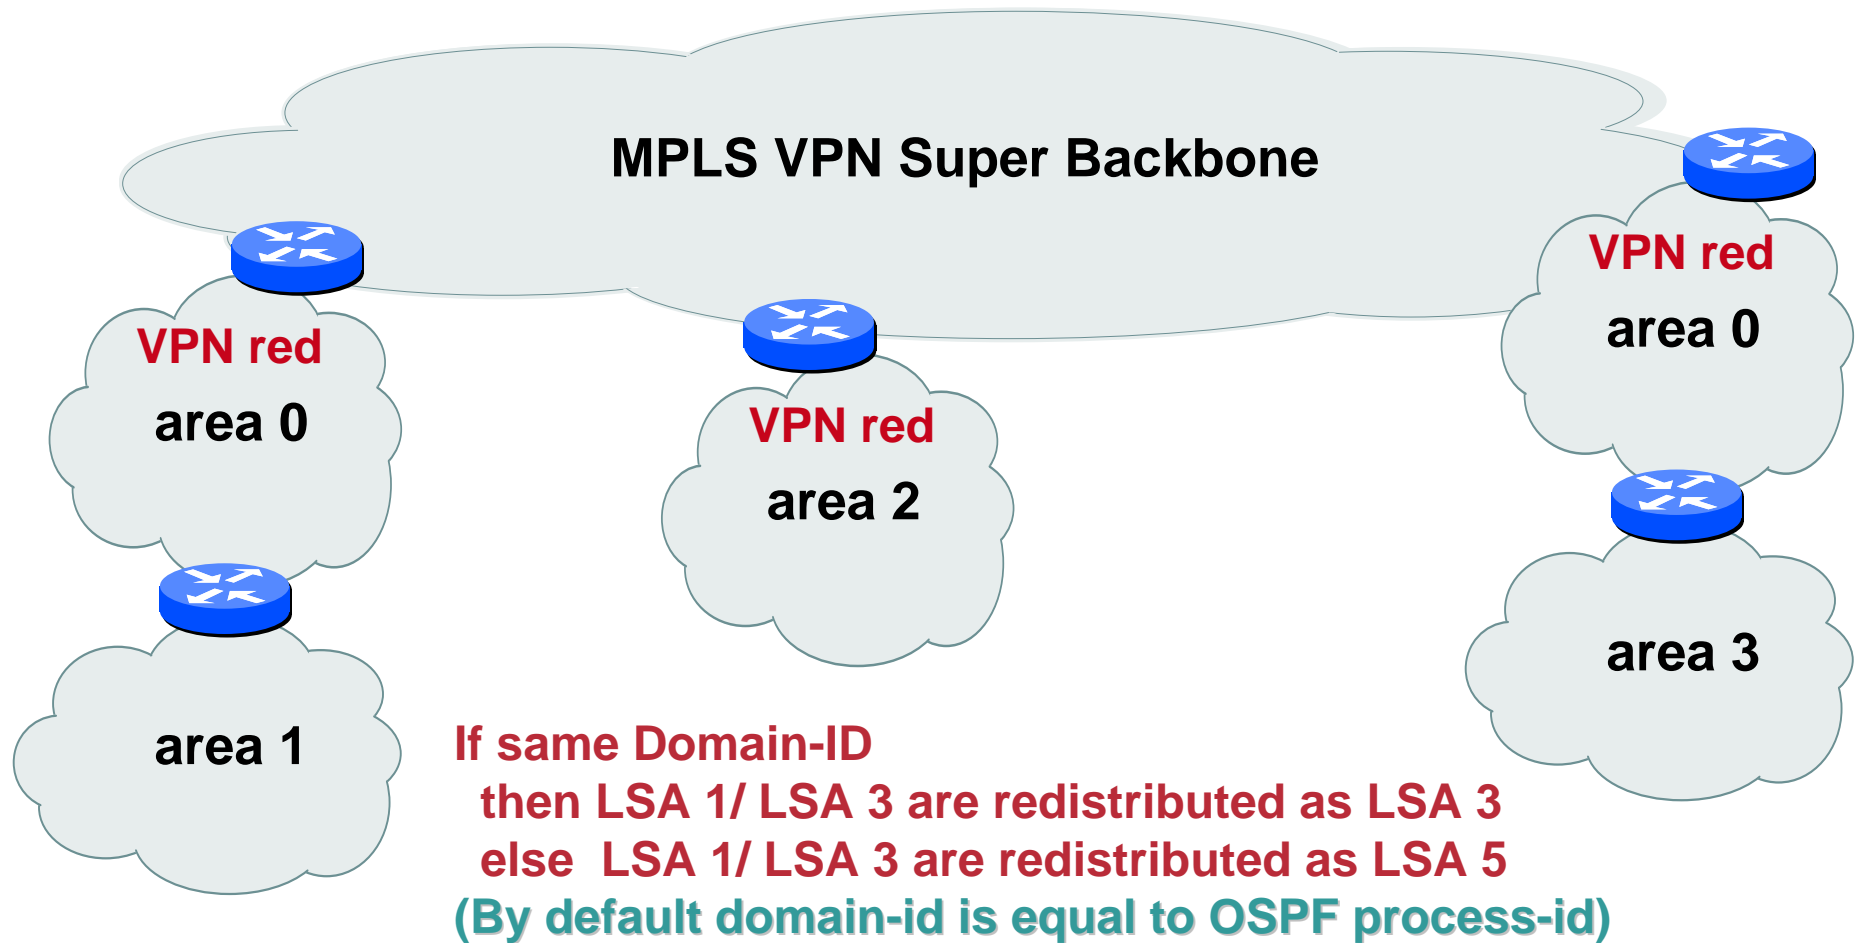 MPLS VPN Super Backbone
VPN red
area 0
VPN red
area 0
VPN red
area 2
area 1
area 3
If same Domain-ID
then LSA 1/ LSA 3 are redistributed as LSA 3
else LSA 1/ LSA 3 are redistributed as LSA 5
(By default domain-id is equal to OSPF process-id)